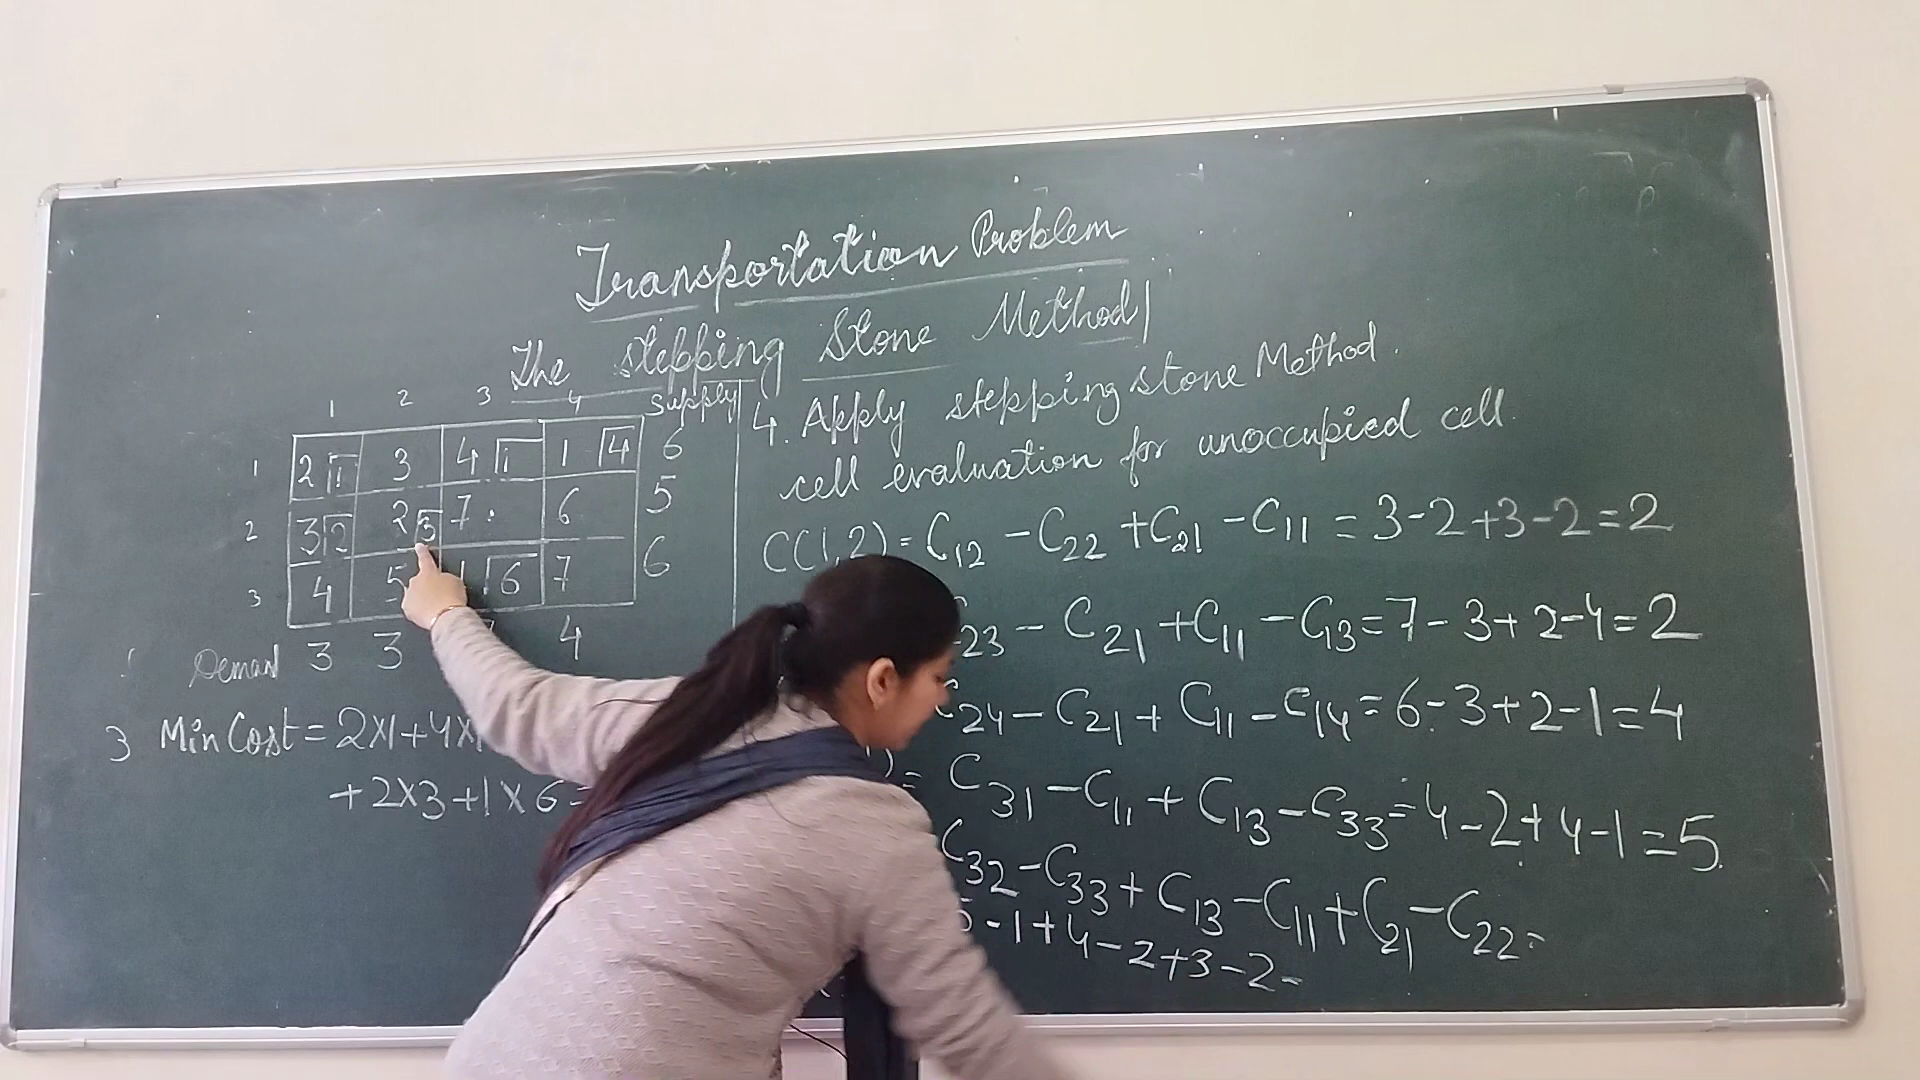 Transportation Problem
The stepping Stone Method
1 2 3 4 Supply
1 2 1 3 4 1 1 4 6
2 3 2 2 3 7 6 5
3 4 5 1 6 7 6
Demand 3 3 4
3 Min Cost = 2×1+4×1
+2×3+1×6=
4. Apply stepping stone Method.
cell evaluation for unoccupied cell.
CC(1,2) = C12 - C22 + C21 - C11 = 3-2+3-2=2
C23 - C21 + C11 - C13 = 7-3+2-4=2
C24 - C21 + C11 - C14 = 6-3+2-1=4
) = C31 - C11 + C13 - C33 = 4-2+4-1=5
C32 - C33 + C13 - C11 + C21 - C22 =
5-1+4-2+3-2=